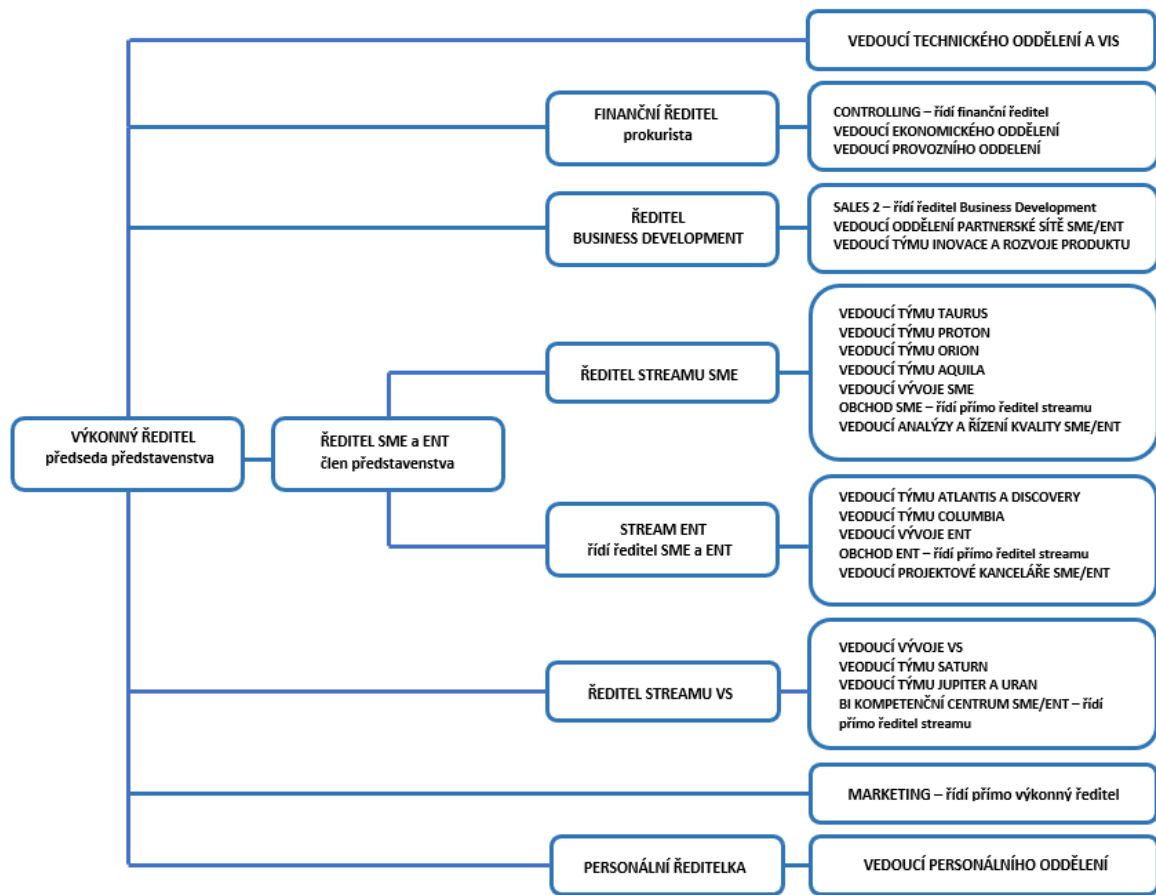 VEDOUCÍ TECHNICKÉHO ODDĚLENÍ A VIS
FINANČNÍ ŘEDITEL
prokurista
CONTROLLING – řídí finanční ředitel
VEDOUCÍ EKONOMICKÉHO ODDĚLENÍ
VEDOUCÍ PROVOZNÍHO ODDELENÍ
ŘEDITEL
BUSINESS DEVELOPMENT
SALES 2 – řídí ředitel Business Development
VEDOUCÍ ODDĚLENÍ PARTNERSKÉ SÍTĚ SME/ENT
VEDOUCÍ TÝMU INOVACE A ROZVOJE PRODUKTU
VÝKONNÝ ŘEDITEL
předseda představenstva
ŘEDITEL SME a ENT
člen představenstva
ŘEDITEL STREAMU SME
VEDOUCÍ TÝMU TAURUS
VEDOUCÍ TÝMU PROTON
VEODUCÍ TÝMU ORION
VEDOUCÍ TÝMU AQUILA
VEDOUCÍ VÝVOJE SME
OBCHOD SME – řídí přímo ředitel streamu
VEDOUCÍ ANALÝZY A ŘÍZENÍ KVALITY SME/ENT
STREAM ENT
řídí ředitel SME a ENT
VEDOUCÍ TÝMU ATLANTIS A DISCOVERY
VEODUCÍ TÝMU COLUMBIA
VEDOUCÍ VÝVOJE ENT
OBCHOD ENT – řídí přímo ředitel streamu
VEDOUCÍ PROJEKTOVÉ KANCELÁŘE SME/ENT
ŘEDITEL STREAMU VS
VEDOUCÍ VÝVOJE VS
VEODUCÍ TÝMU SATURN
VEDOUCÍ TÝMU JUPITER A URAN
BI KOMPETENČNÍ CENTRUM SME/ENT – řídí
přímo ředitel streamu
MARKETING – řídí přímo výkonný ředitel
PERSONÁLNÍ ŘEDITELKA
VEDOUCÍ PERSONÁLNÍHO ODDĚLENÍ